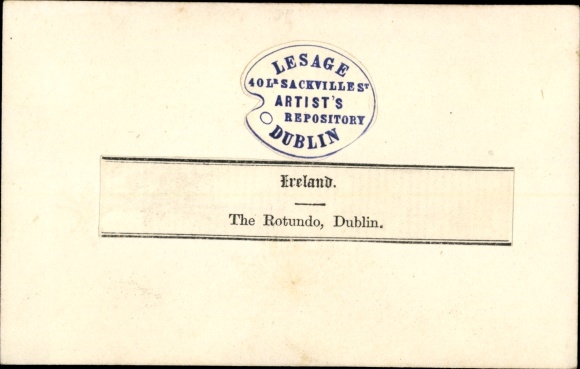 LESAGE
40 LR SACKVILLE ST
ARTIST'S
REPOSITORY
DUBLIN
Ireland.
The Rotundo, Dublin.